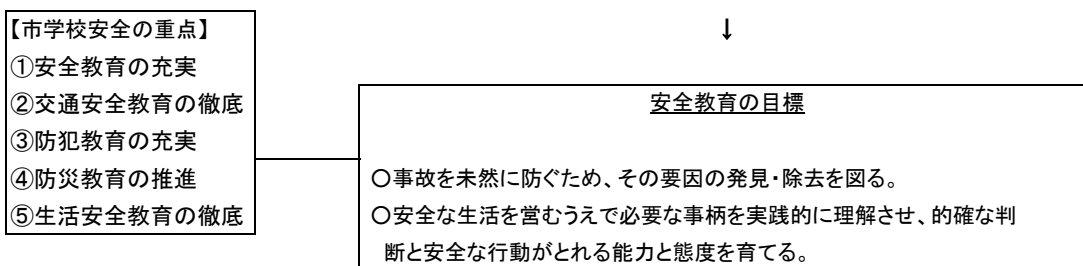 【市学校安全の重点】
①安全教育の充実
②交通安全教育の徹底
③防犯教育の充実
④防災教育の推進
⑤生活安全教育の徹底
↓
安全教育の目標
○事故を未然に防ぐため、その要因の発見・除去を図る。
○安全な生活を営むうえで必要な事柄を実践的に理解させ、的確な判
断と安全な行動がとれる能力と態度を育てる。